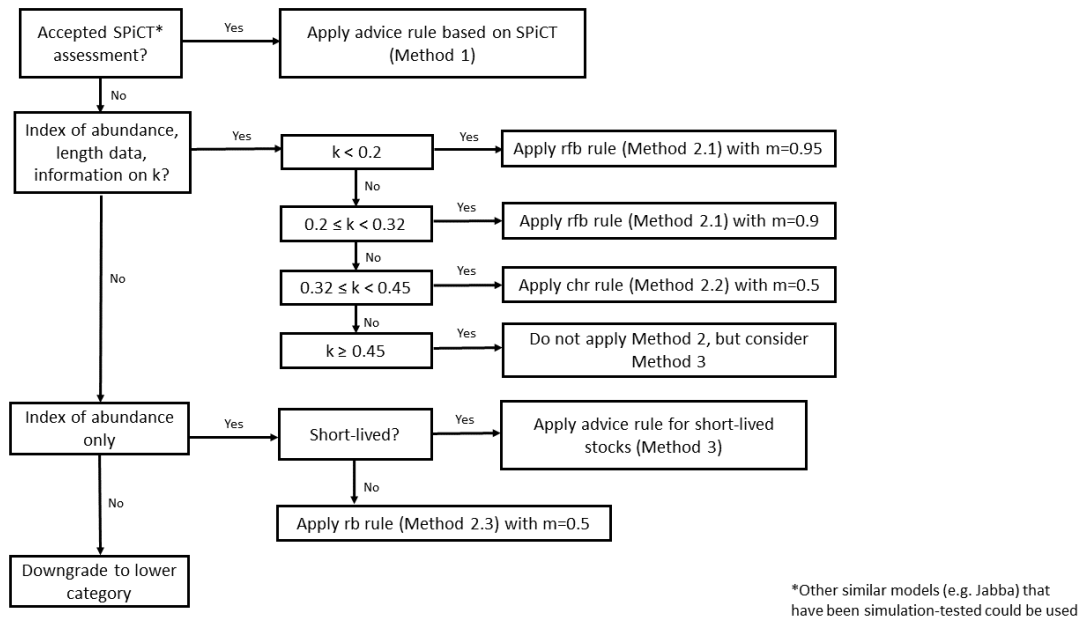 Accepted SPiCT*
assessment?
Yes
Apply advice rule based on SPiCT
(Method 1)
No
Index of abundance,
length data,
information on k?
Yes
k < 0.2
Yes
Apply rfb rule (Method 2.1) with m=0.95
No
0.2 ≤ k < 0.32
Yes
Apply rfb rule (Method 2.1) with m=0.9
No
0.32 ≤ k < 0.45
Yes
Apply chr rule (Method 2.2) with m=0.5
No
k ≥ 0.45
Yes
Do not apply Method 2, but consider
Method 3
No
Index of abundance
only
Yes
Short-lived?
Yes
Apply advice rule for short-lived
stocks (Method 3)
No
Apply rb rule (Method 2.3) with m=0.5
No
Downgrade to lower
category
*Other similar models (e.g. Jabba) that
have been simulation-tested could be used